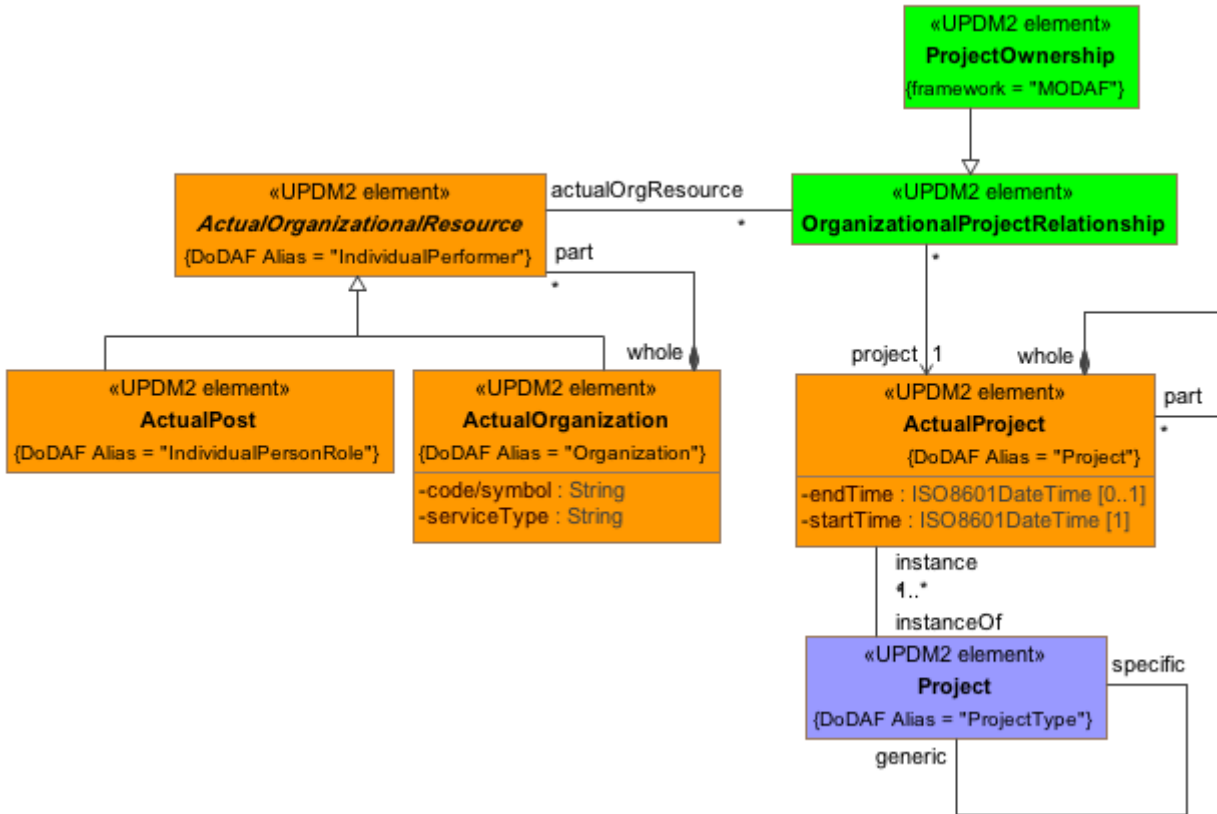 «UPDM2 element»
ProjectOwnership
{framework = "MODAF"}
«UPDM2 element»
ActualOrganizationalResource
{DoDAF Alias = "IndividualPerformer"}
actualOrgResource
*
«UPDM2 element»
OrganizationalProjectRelationship
part
*
whole
*
project
1
whole
«UPDM2 element»
ActualPost
{DoDAF Alias = "IndividualPersonRole"}
«UPDM2 element»
ActualOrganization
{DoDAF Alias = "Organization"}
-code/symbol : String
-serviceType : String
«UPDM2 element»
ActualProject
{DoDAF Alias = "Project"}
-endTime : ISO8601DateTime [0..1]
-startTime : ISO8601DateTime [1]
part
*
instance
1..*
instanceOf
«UPDM2 element»
Project
{DoDAF Alias = "ProjectType"}
specific
generic